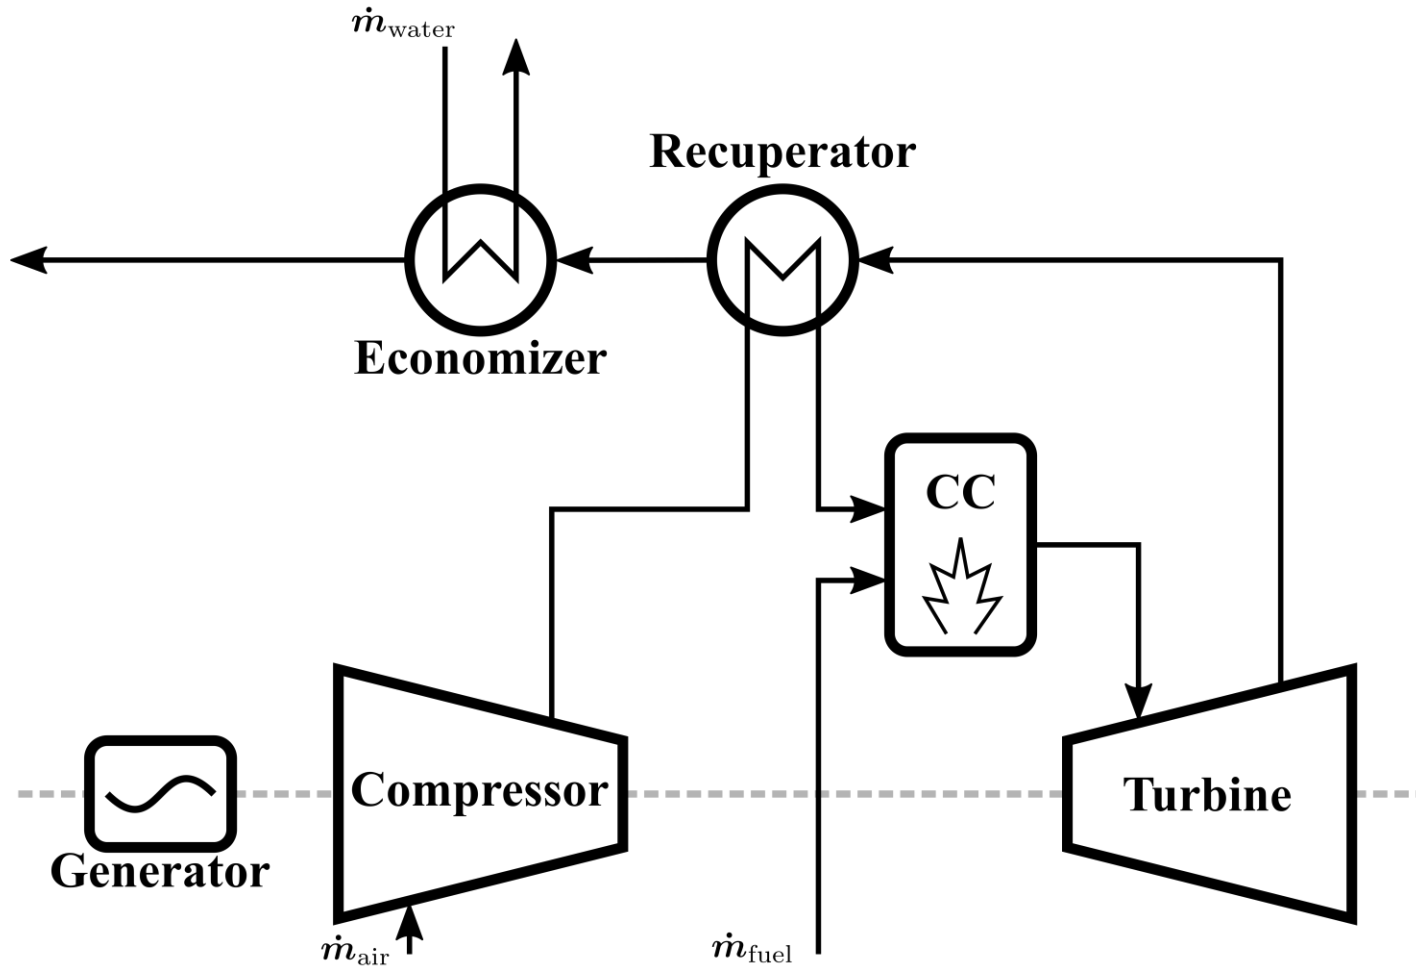 ṁwater
Recuperator
Economizer
CC
Compressor
Turbine
Generator
ṁair
ṁfuel